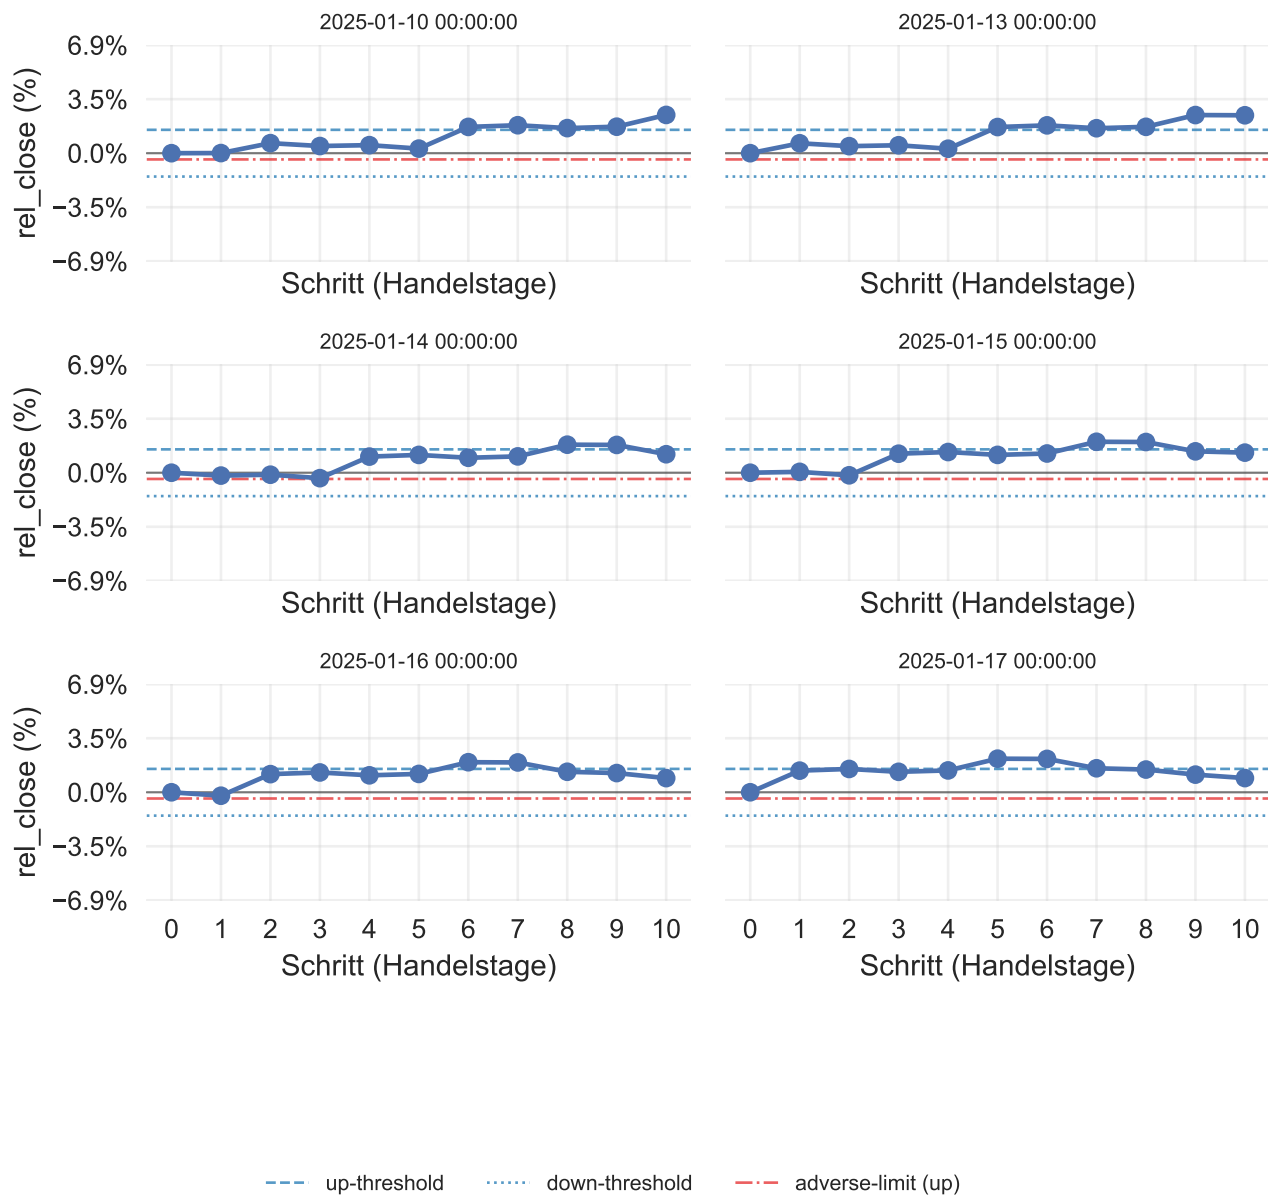 2025-01-10 00:00:00
2025-01-13 00:00:00
6.9%
3.5%
0.0%
−3.5%
−6.9%
rel_close (%)
Schritt (Handelstage)
Schritt (Handelstage)
2025-01-14 00:00:00
2025-01-15 00:00:00
6.9%
3.5%
0.0%
−3.5%
−6.9%
rel_close (%)
Schritt (Handelstage)
Schritt (Handelstage)
2025-01-16 00:00:00
2025-01-17 00:00:00
6.9%
3.5%
0.0%
−3.5%
−6.9%
rel_close (%)
0 1 2 3 4 5 6 7 8 9 10
0 1 2 3 4 5 6 7 8 9 10
Schritt (Handelstage)
Schritt (Handelstage)
up-threshold
down-threshold
adverse-limit (up)